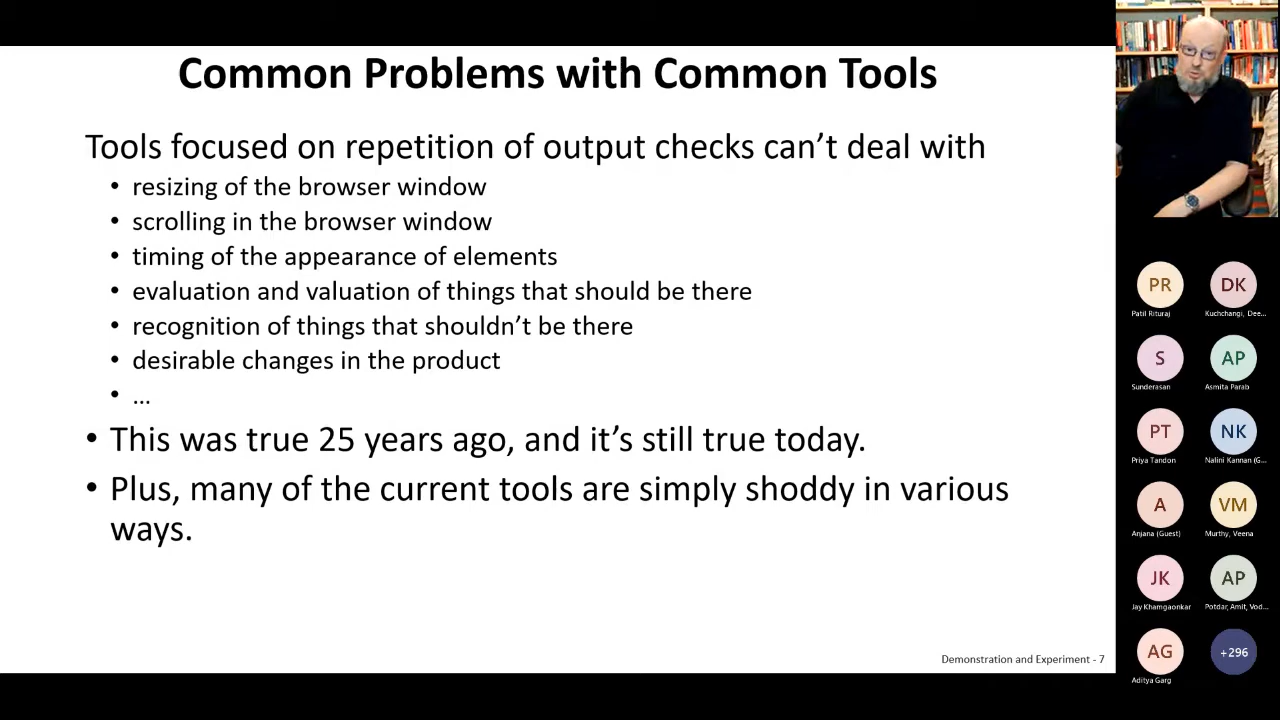 Common Problems with Common Tools
Tools focused on repetition of output checks can’t deal with
• resizing of the browser window
• scrolling in the browser window
• timing of the appearance of elements
• evaluation and valuation of things that should be there
• recognition of things that shouldn’t be there
• desirable changes in the product
• …
• This was true 25 years ago, and it’s still true today.
• Plus, many of the current tools are simply shoddy in various
ways.
Demonstration and Experiment - 7
PR
DK
Patil Rituraj
Kuchchangi, Dee...
S
AP
Sunderasan
Asmita Parab
PT
NK
Priya Tandon
Nalini Kannan (G...
A
VM
Anjana (Guest)
Murthy, Veena
JK
AP
Jay Khamgaonkar
Potdar, Amit, Vod...
AG
+296
Aditya Garg